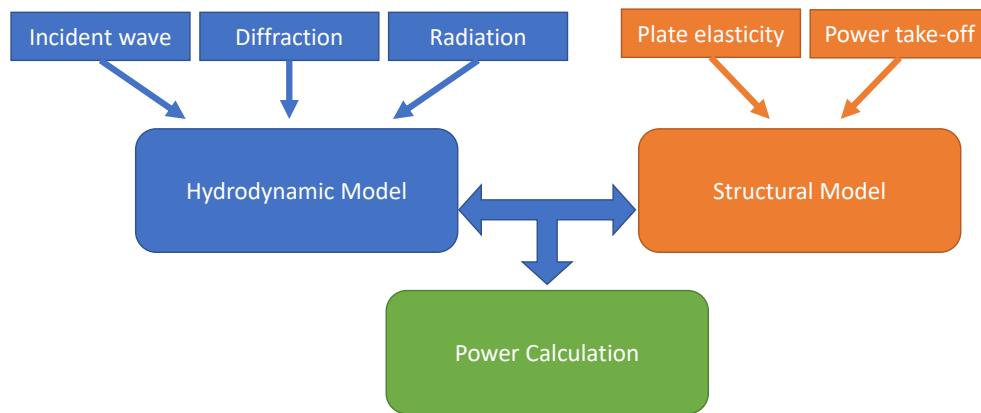 Incident wave
Diffraction
Radiation
Plate elasticity
Power take-off
Hydrodynamic Model
Structural Model
Power Calculation